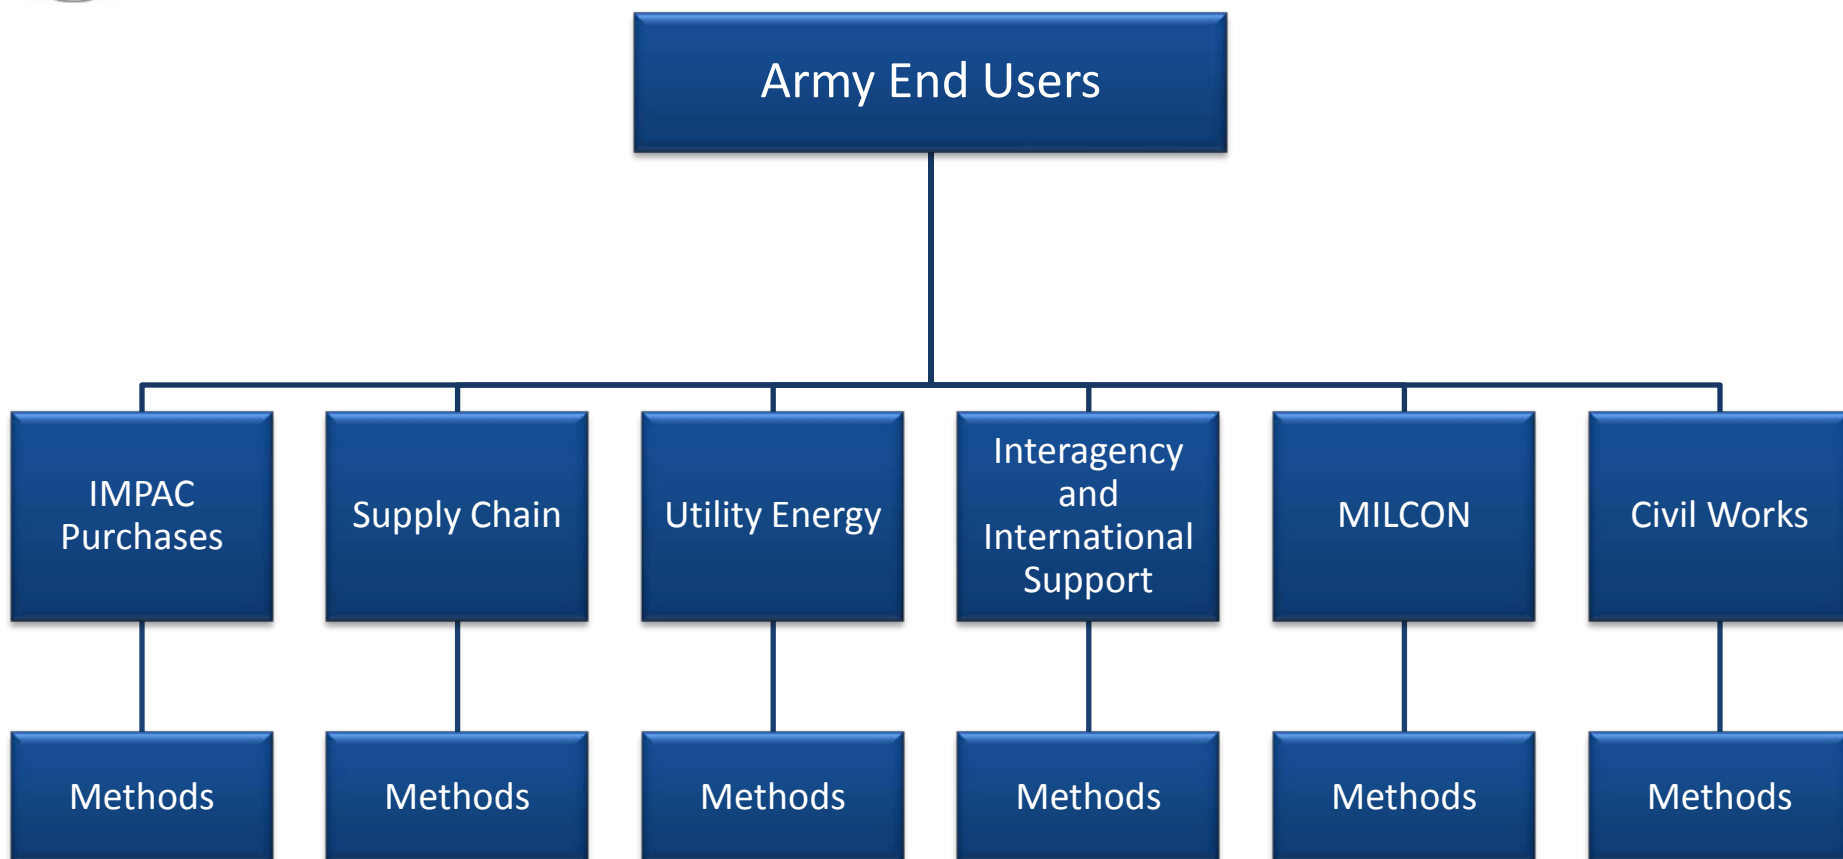 Army End Users
IMPAC
Purchases
Supply Chain
Utility Energy
Interagency
and
International
Support
MILCON
Civil Works
Methods
Methods
Methods
Methods
Methods
Methods